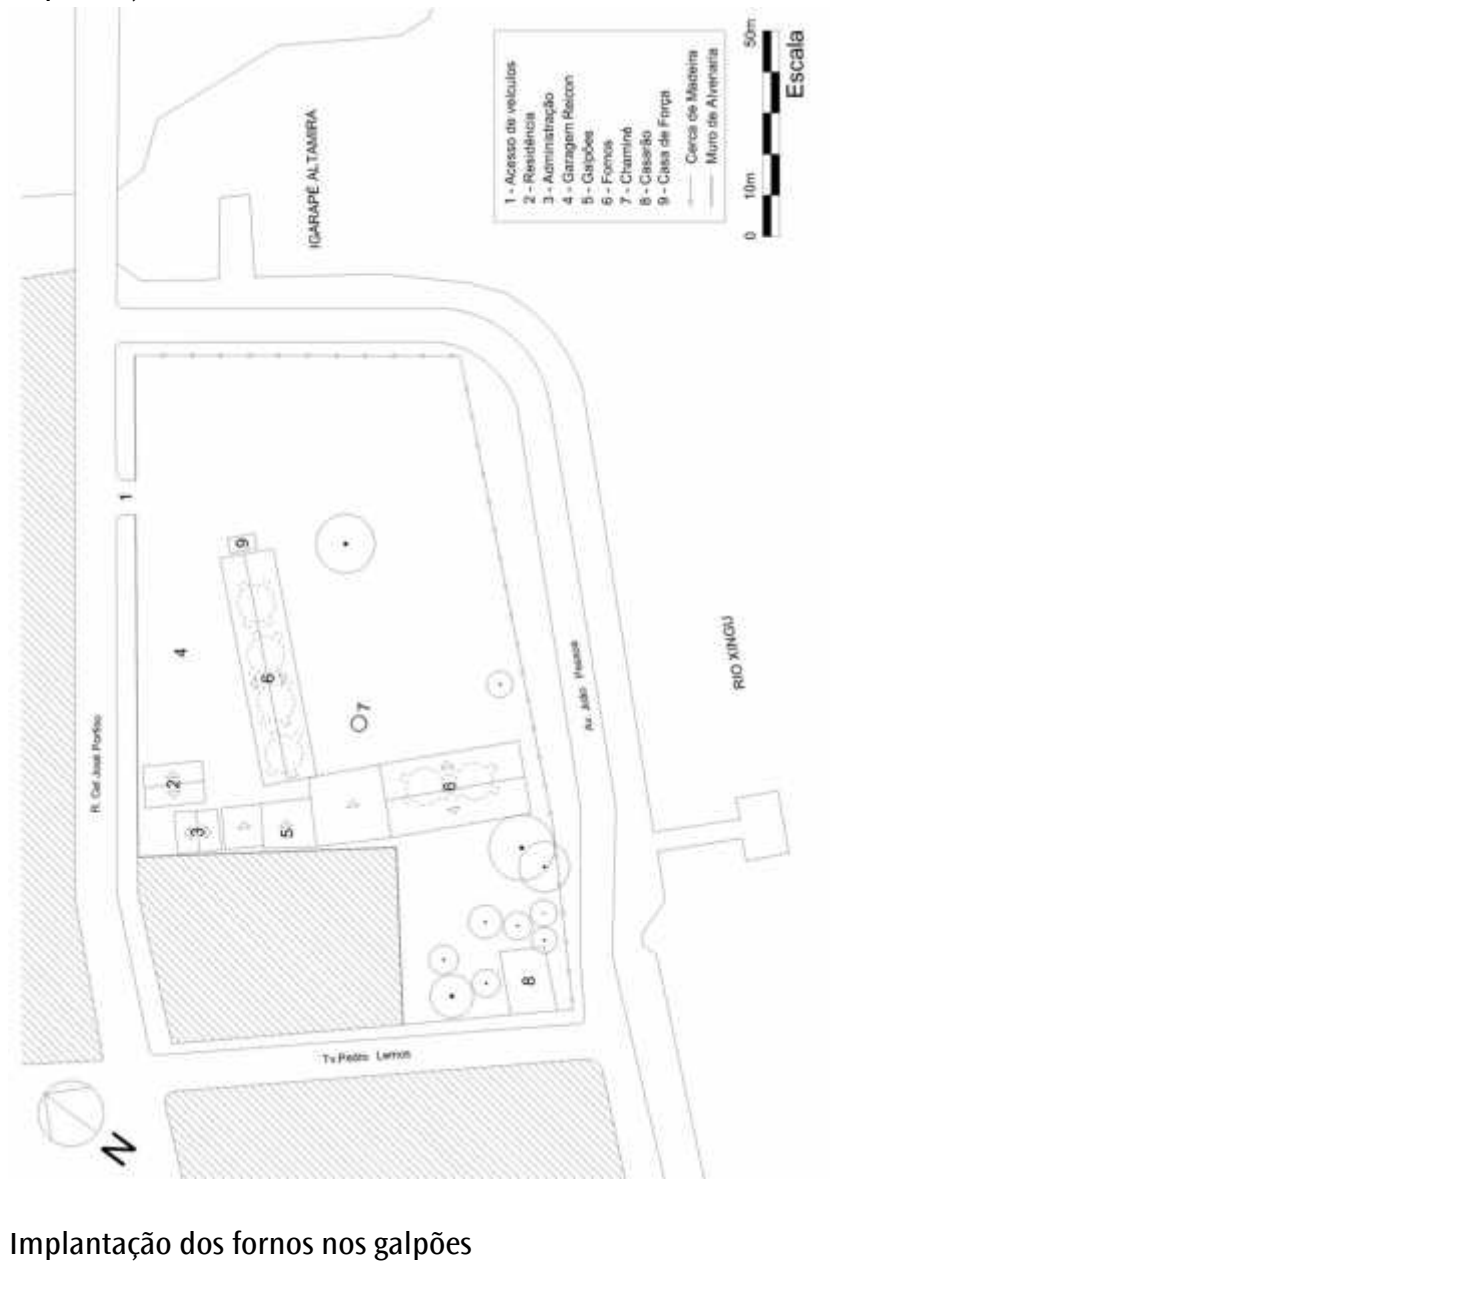 IGARAPÉ ALTAMIRA
1 - Acesso de veículos
2 - Residência
3 - Administração
4 - Garagem Reicon
5 - Galpões
6 - Fornos
7 - Chaminé
8 - Casarão
9 - Casa de Força
Cerca de Madeira
Muro de Alvenaria
0 10m 50m
Escala
1
9
4
6
7
2
3
5
6
8
R. Cel José Porfírio
Av. João Pessoa
RIO XINGU
Tv. Pedro Lemos
N
Implantação dos fornos nos galpões